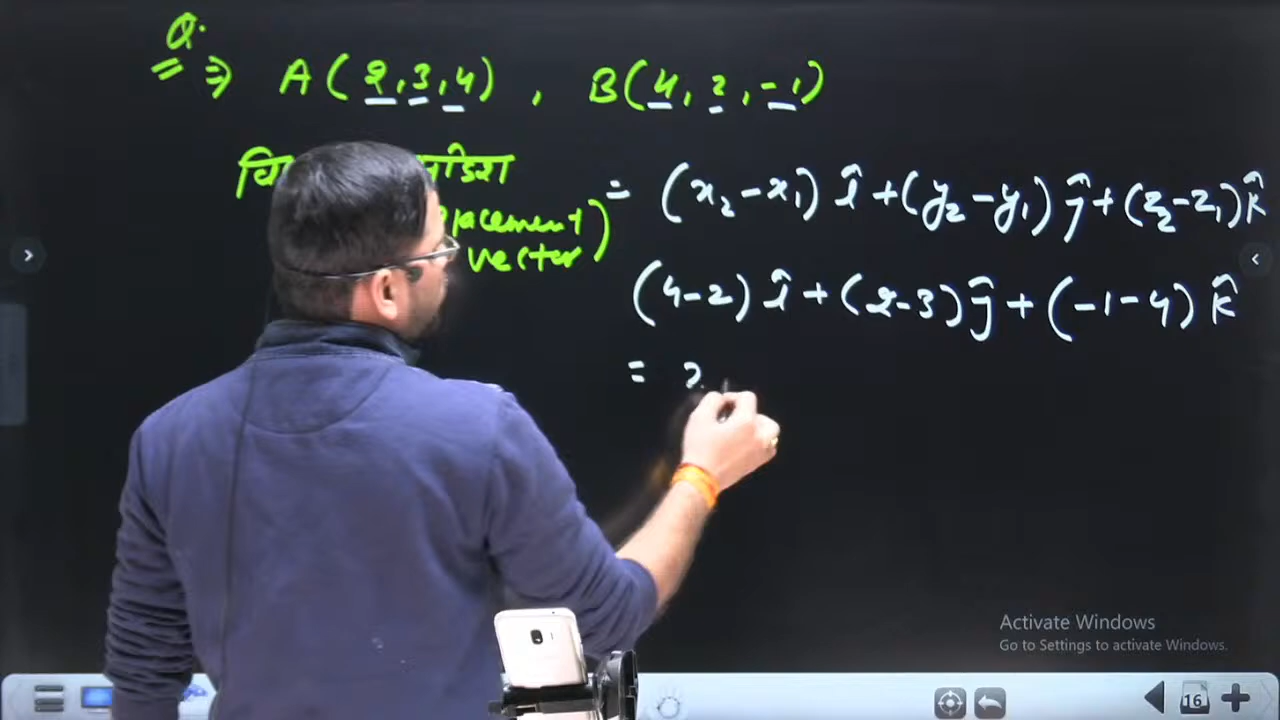 Q.
⇒ A(2,3,4) , B(4,2,-1)
= (x₂-x₁) î + (y₂-y₁) ĵ + (z₂-z₁) k̂
vector)
(4-2) î + (2-3) ĵ + (-1-4) k̂
= 2
Activate Windows
Go to Settings to activate Windows.
16